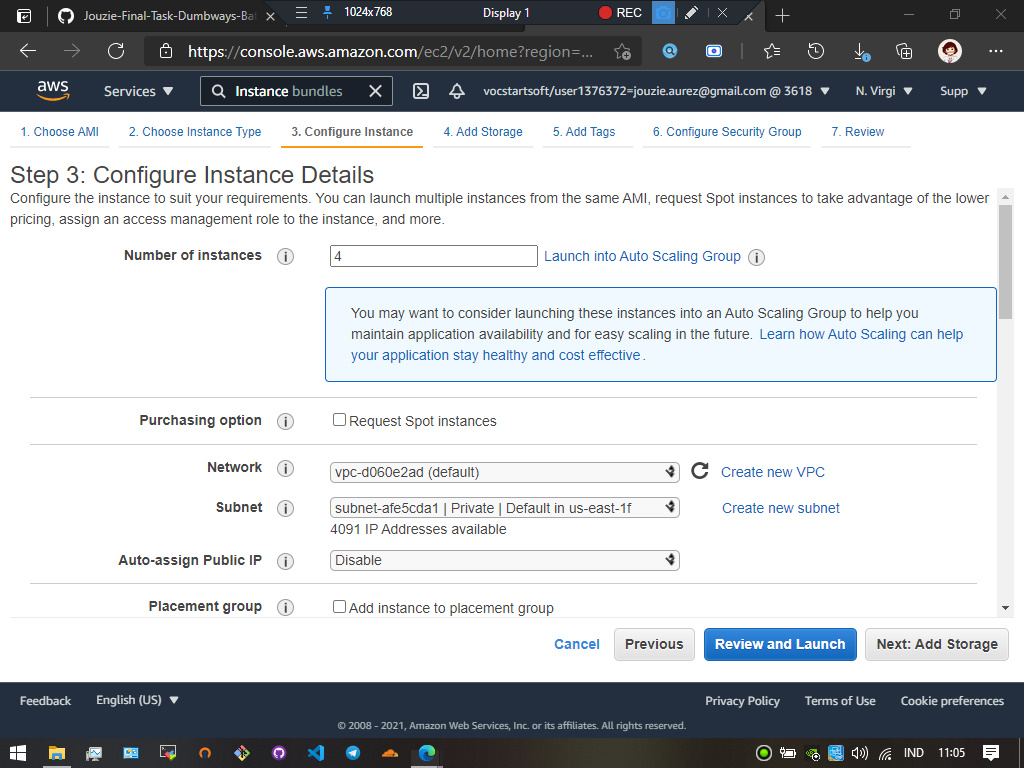 Jouzie-Final-Task-Dumbways-Ba
1024x768
Display 1
REC
https://console.aws.amazon.com/ec2/v2/home?region=...
aws
Services
Instance bundles
vocstartsoft/user1376372=jouzie.aurez@gmail.com @ 3618
N. Virgi
Supp
1. Choose AMI
2. Choose Instance Type
3. Configure Instance
4. Add Storage
5. Add Tags
6. Configure Security Group
7. Review
Step 3: Configure Instance Details
Configure the instance to suit your requirements. You can launch multiple instances from the same AMI, request Spot instances to take advantage of the lower
pricing, assign an access management role to the instance, and more.
Number of instances
4
Launch into Auto Scaling Group
You may want to consider launching these instances into an Auto Scaling Group to help you
maintain application availability and for easy scaling in the future. Learn how Auto Scaling can help
your application stay healthy and cost effective.
Purchasing option
Request Spot instances
Network
vpc-d060e2ad (default)
Create new VPC
Subnet
subnet-afe5cda1 | Private | Default in us-east-1f
Create new subnet
4091 IP Addresses available
Auto-assign Public IP
Disable
Placement group
Add instance to placement group
Cancel
Previous
Review and Launch
Next: Add Storage
Feedback
English (US)
Privacy Policy
Terms of Use
Cookie preferences
© 2008 - 2021, Amazon Web Services, Inc. or its affiliates. All rights reserved.
IND
11:05